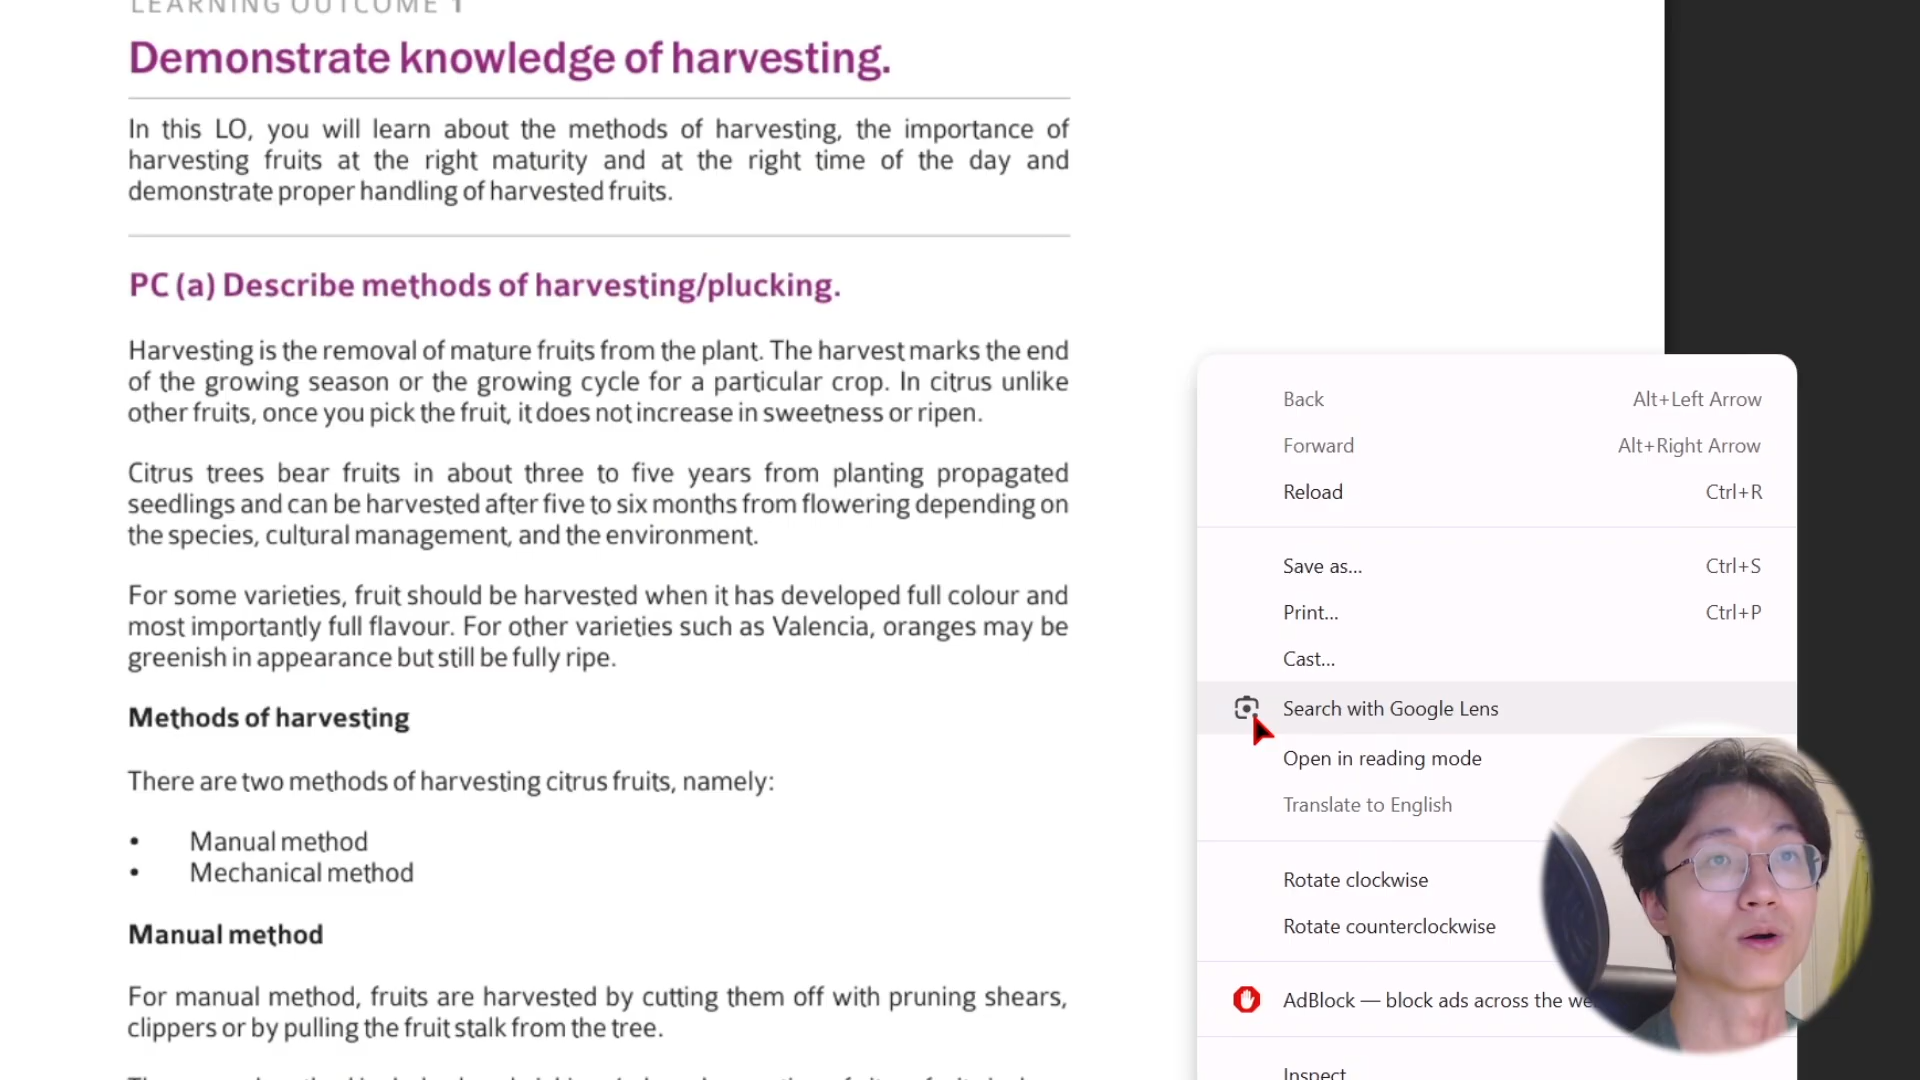 LEARNING OUTCOME 1
Demonstrate knowledge of harvesting.
In this LO, you will learn about the methods of harvesting, the importance of
harvesting fruits at the right maturity and at the right time of the day and
demonstrate proper handling of harvested fruits.
PC (a) Describe methods of harvesting/plucking.
Harvesting is the removal of mature fruits from the plant. The harvest marks the end
of the growing season or the growing cycle for a particular crop. In citrus unlike
other fruits, once you pick the fruit, it does not increase in sweetness or ripen.
Citrus trees bear fruits in about three to five years from planting propagated
seedlings and can be harvested after five to six months from flowering depending on
the species, cultural management, and the environment.
For some varieties, fruit should be harvested when it has developed full colour and
most importantly full flavour. For other varieties such as Valencia, oranges may be
greenish in appearance but still be fully ripe.
Methods of harvesting
There are two methods of harvesting citrus fruits, namely:
• Manual method
• Mechanical method
Manual method
For manual method, fruits are harvested by cutting them off with pruning shears,
clippers or by pulling the fruit stalk from the tree.
Back Alt+Left Arrow
Forward Alt+Right Arrow
Reload Ctrl+R
Save as... Ctrl+S
Print... Ctrl+P
Cast...
Search with Google Lens
Open in reading mode
Translate to English
Rotate clockwise
Rotate counterclockwise
AdBlock — block ads across the we
Inspect